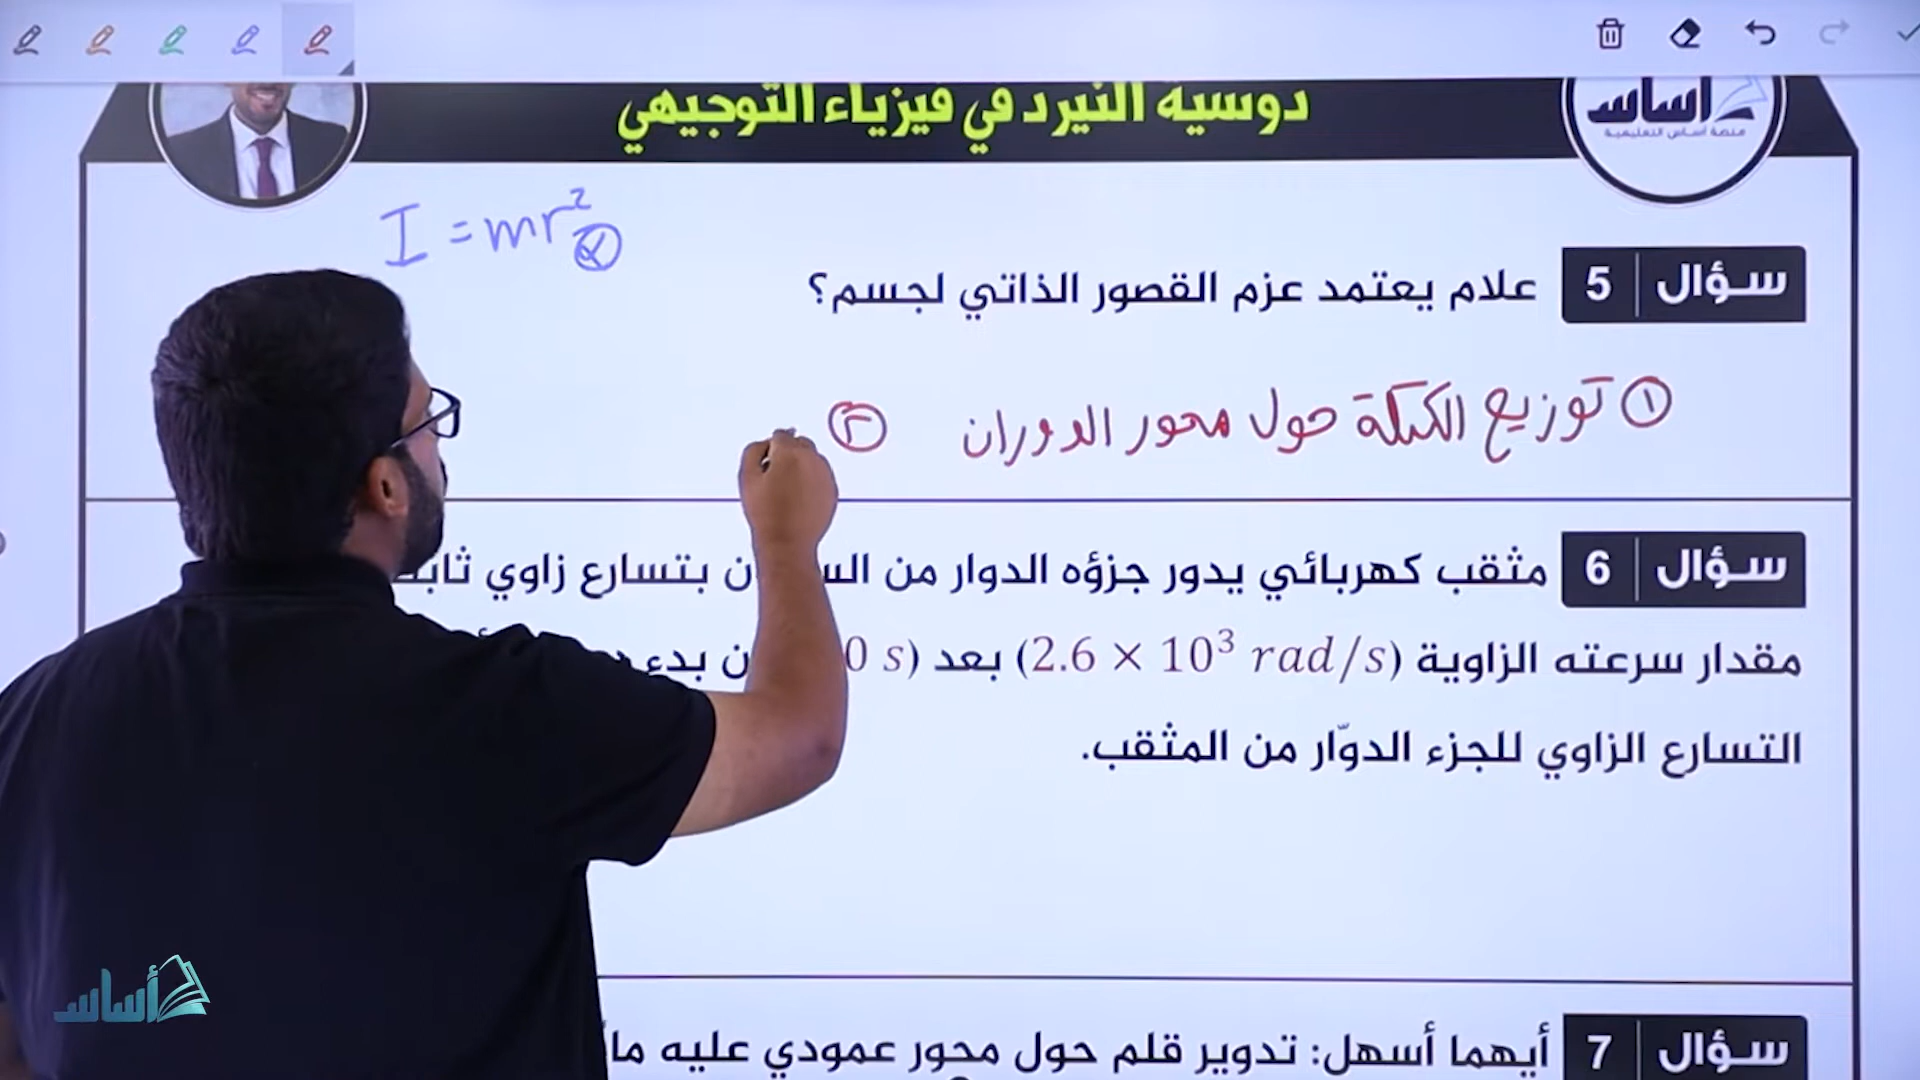 دوسية النيرد في فيزياء التوجيهي
أساس
منصة أساس التعليمية
I = mr²
سؤال 5 علام يعتمد عزم القصور الذاتي لجسم؟
① توزيع الكتلة حول محور الدوران ②
سؤال 6 مثقب كهربائي يدور جزؤه الدوار من بتسارع زاوي
مقدار سرعته الزاوية (2.6 × 10³ rad/s) بعد 0 s) بدء
التسارع الزاوي للجزء الدوّار من المثقب.
سؤال 7 أيهما أسهل: تدوير قلم حول محور عمودي عليه
أساس